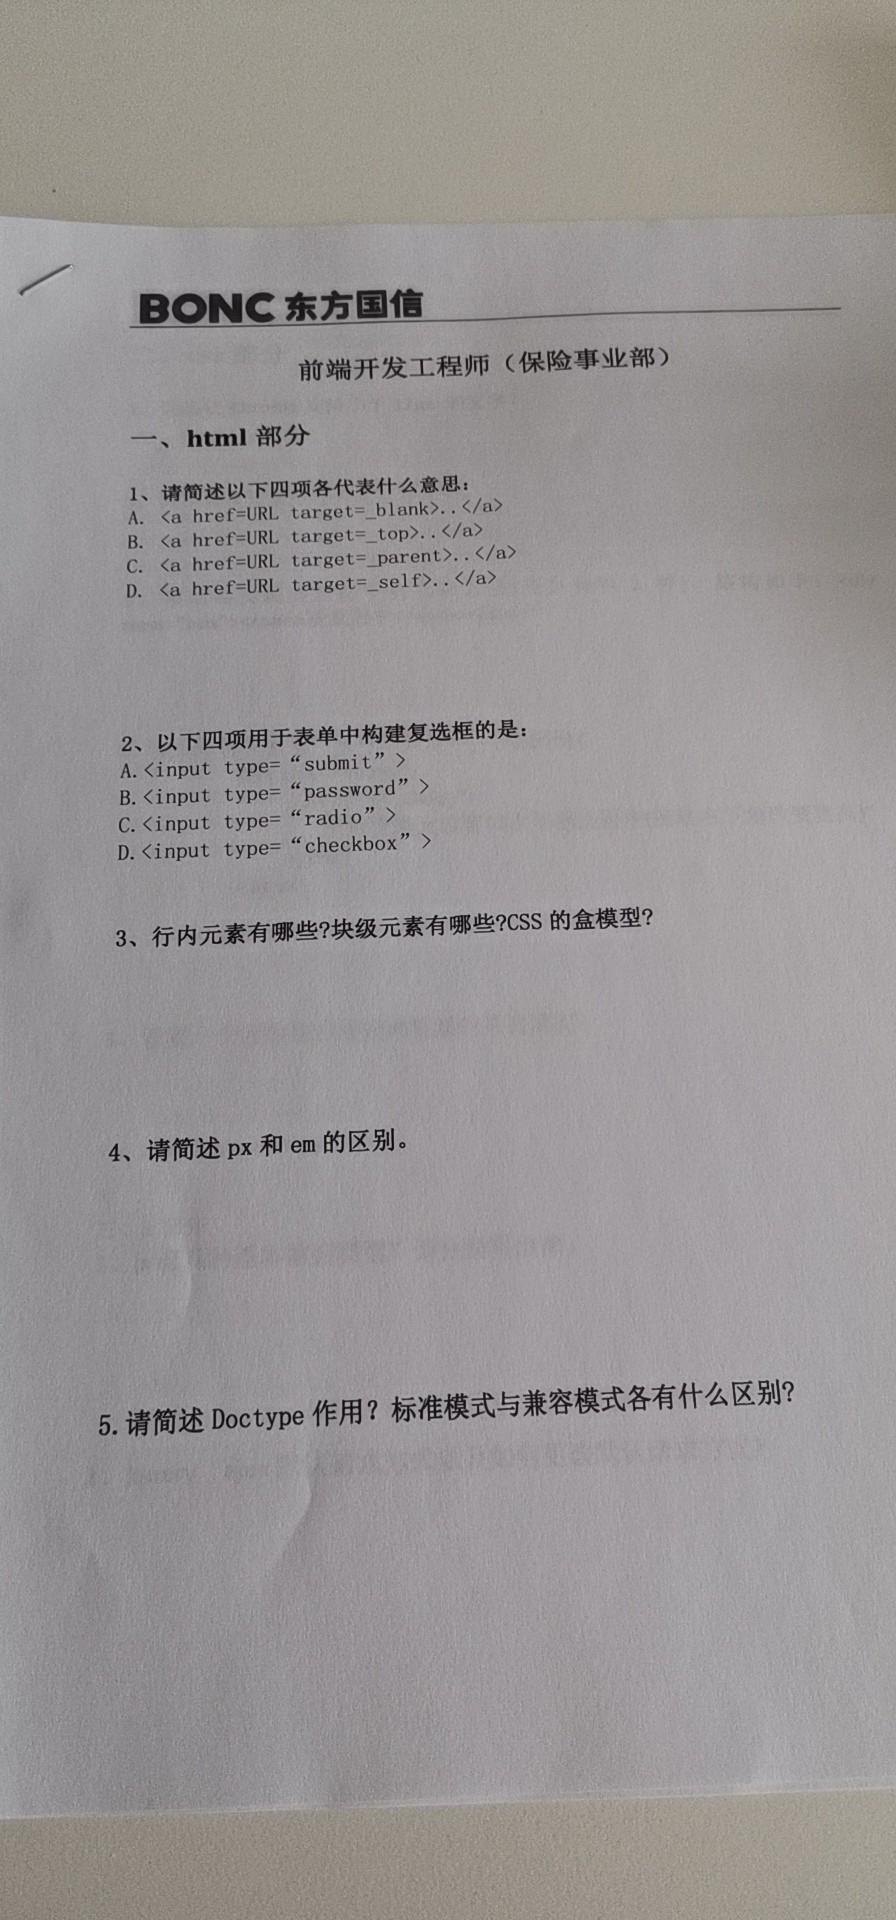 BONC 东方国信
前端开发工程师（保险事业部）
一、html 部分
1、请简述以下四项各代表什么意思：
A. <a href=URL target=_blank>..</a>
B. <a href=URL target=_top>..</a>
C. <a href=URL target=_parent>..</a>
D. <a href=URL target=_self>..</a>
2、以下四项用于表单中构建复选框的是：
A.<input type= “submit” >
B.<input type= “password” >
C.<input type= “radio” >
D.<input type= “checkbox” >
3、行内元素有哪些?块级元素有哪些?CSS 的盒模型?
4、请简述 px 和 em 的区别。
5.请简述 Doctype 作用？标准模式与兼容模式各有什么区别?